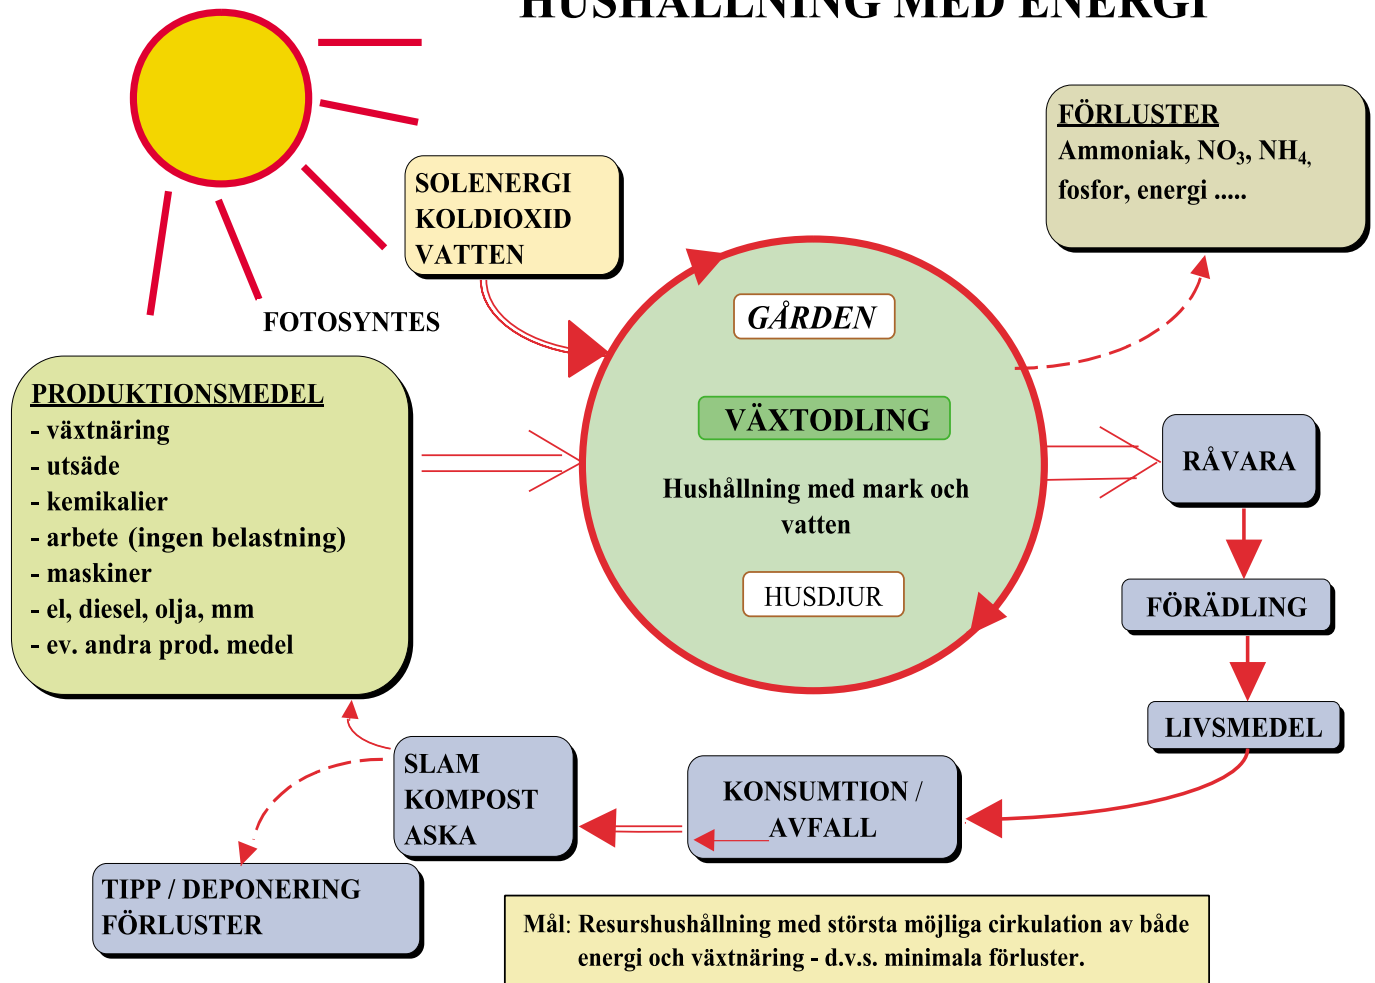 HUSHÅLLNING MED ENERGI
FÖRLUSTER
Ammoniak, NO₃, NH₄,
fosfor, energi .....
SOLENERGI
KOLDIOXID
VATTEN
FOTOSYNTES
GÅRDEN
VÄXTODLING
Hushållning med mark och
vatten
HUSDJUR
PRODUKTIONSMEDEL
- växtnäring
- utsäde
- kemikalier
- arbete (ingen belastning)
- maskiner
- el, diesel, olja, mm
- ev. andra prod. medel
RÅVARA
FÖRÄDLING
LIVSMEDEL
KONSUMTION /
AVFALL
SLAM
KOMPOST
ASKA
TIPP / DEPONERING
FÖRLUSTER
Mål: Resurshushållning med största möjliga cirkulation av både
energi och växtnäring - d.v.s. minimala förluster.